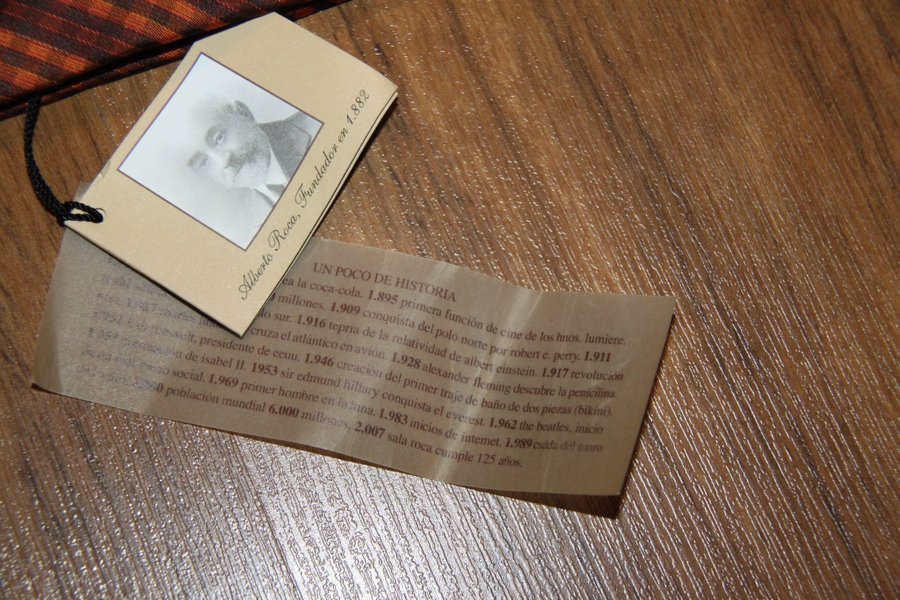 Alberto Roca, Fundador en 1.882
UN POCO DE HISTORIA
la coca-cola. 1.895 primera función de cine de los hnos. lumiere.
millones. 1.909 conquista del polo norte por robert e. perry. 1.911
sur. 1.916 tepría de la relatividad de albert einstein. 1.917 revolución
cruza el atlántico en avión. 1.928 alexander fleming descubre la penicilina.
presidente de eeuu. 1.946 creación del primer traje de baño de dos piezas (bikini).
de isabel II. 1953 sir edmund hillary conquista el everest. 1.962 the beatles, inicio
social. 1.969 primer hombre en la luna. 1.983 inicios de internet. 1.989 caída del muro
población mundial 6.000 millones. 2.007 sala roca cumple 125 años.